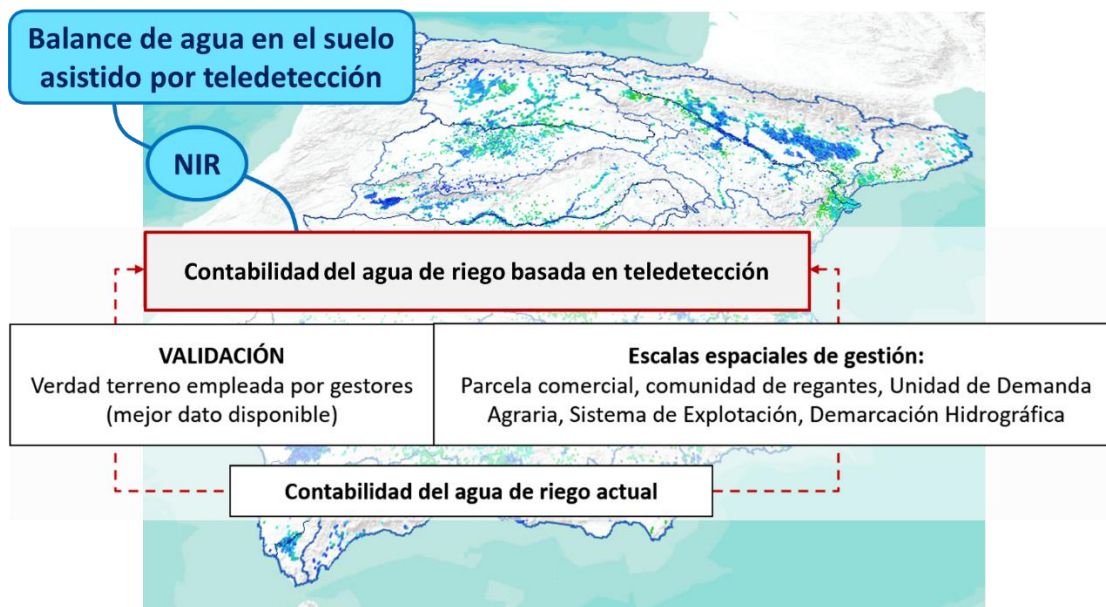 Balance de agua en el suelo
asistido por teledetección
NIR
Contabilidad del agua de riego basada en teledetección
VALIDACIÓN
Verdad terreno empleada por gestores
(mejor dato disponible)
Escalas espaciales de gestión:
Parcela comercial, comunidad de regantes, Unidad de Demanda
Agraria, Sistema de Explotación, Demarcación Hidrográfica
Contabilidad del agua de riego actual